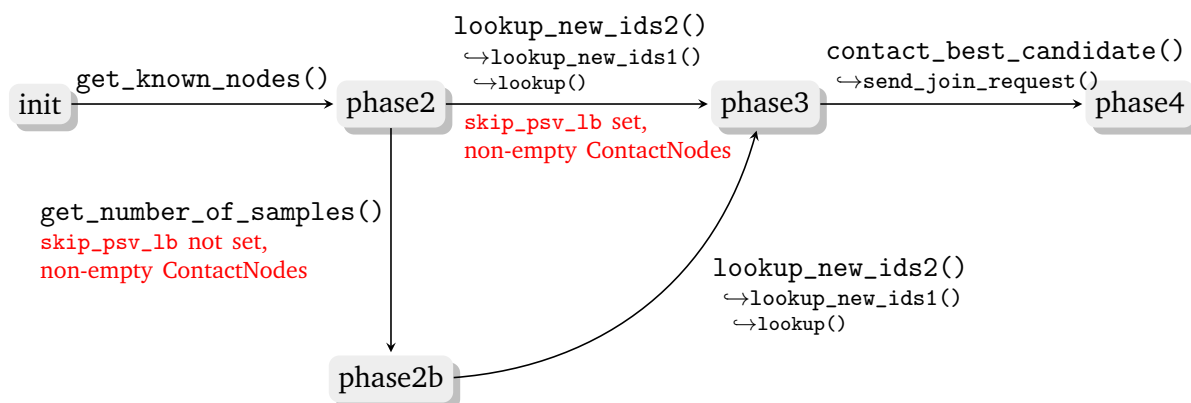 lookup_new_ids2()
↪lookup_new_ids1()
↪lookup()
contact_best_candidate()
↪send_join_request()
get_known_nodes()
init
phase2
phase3
phase4
skip_psv_lb set,
non-empty ContactNodes
get_number_of_samples()
skip_psv_lb not set,
non-empty ContactNodes
lookup_new_ids2()
↪lookup_new_ids1()
↪lookup()
phase2b